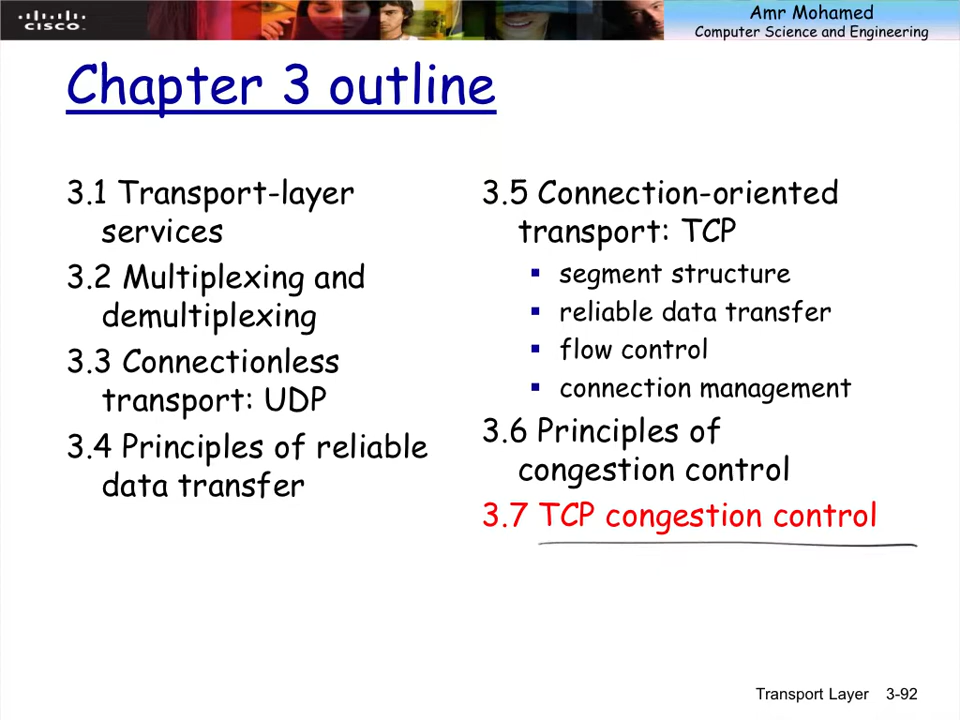 CISCO
Amr Mohamed
Computer Science and Engineering
Chapter 3 outline
3.1 Transport-layer
services
3.2 Multiplexing and
demultiplexing
3.3 Connectionless
transport: UDP
3.4 Principles of reliable
data transfer
3.5 Connection-oriented
transport: TCP
▪ segment structure
▪ reliable data transfer
▪ flow control
▪ connection management
3.6 Principles of
congestion control
3.7 TCP congestion control
Transport Layer 3-92